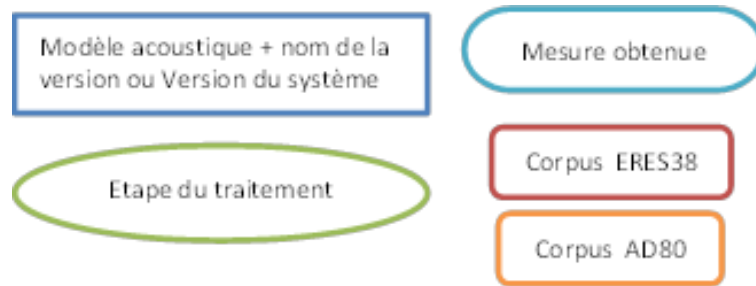 Modèle acoustique + nom de la
version ou Version du système
Mesure obtenue
Etape du traitement
Corpus ERES38
Corpus AD80